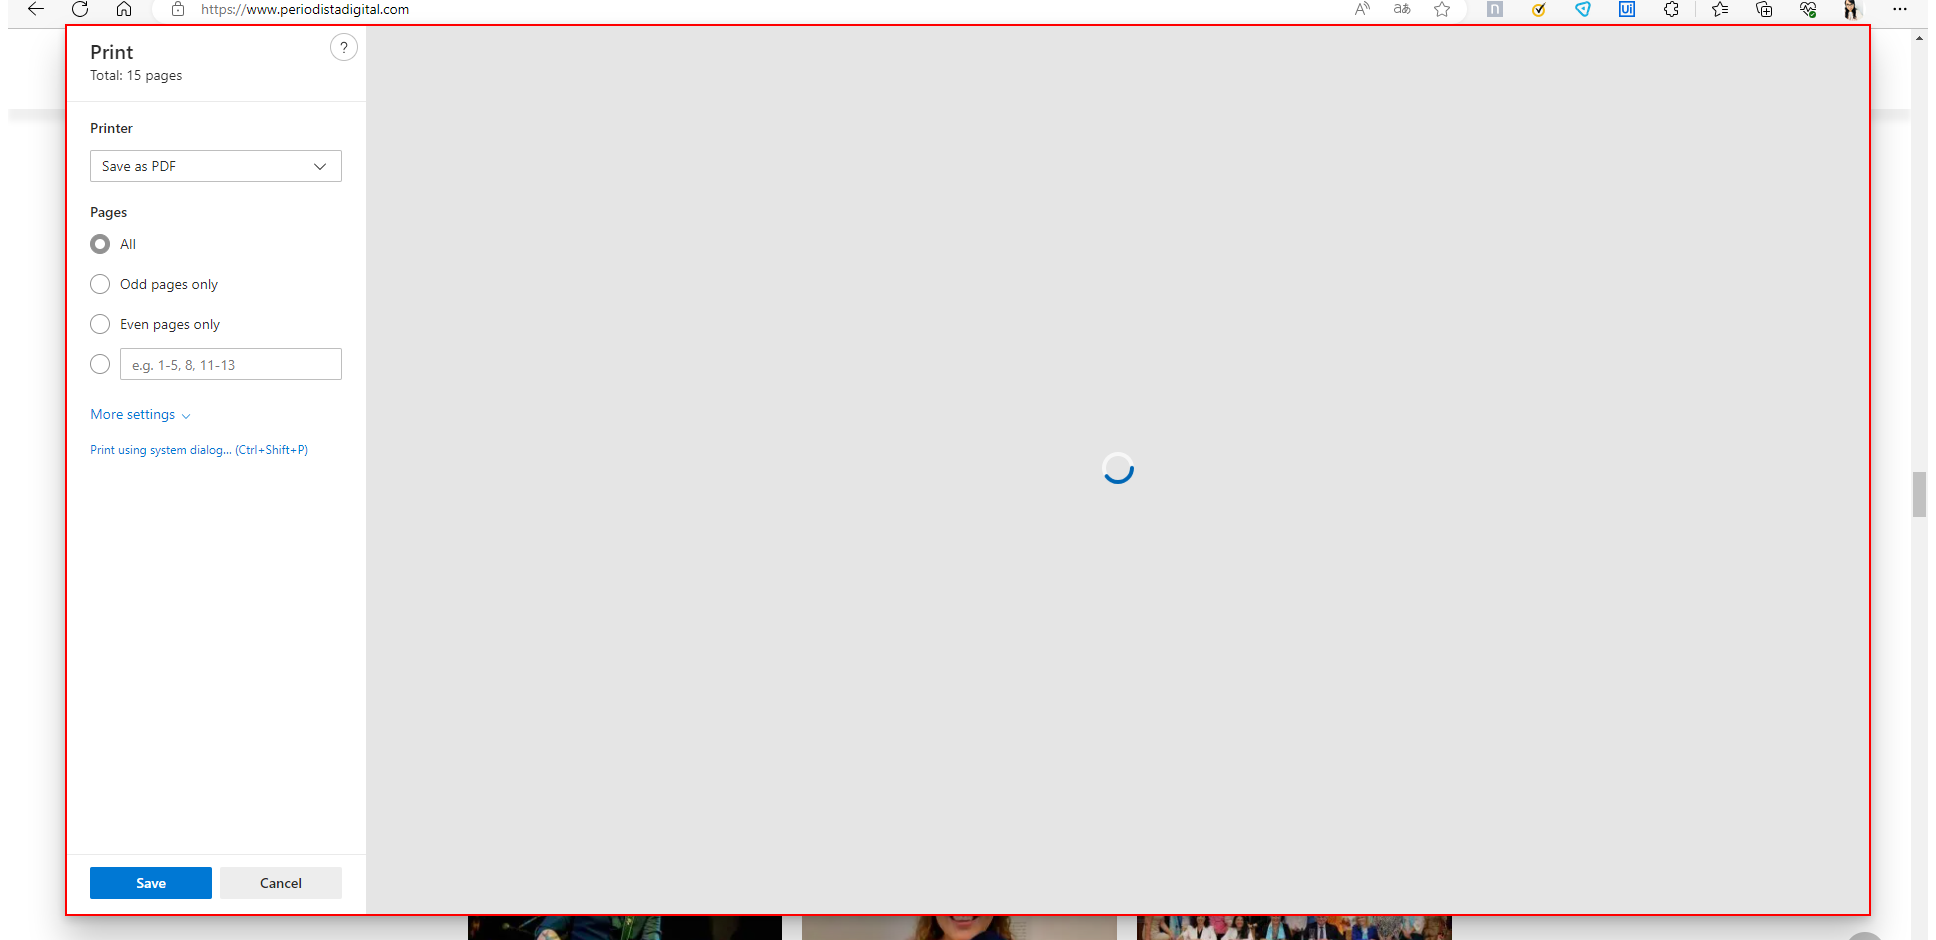 https://www.periodistadigital.com
Print
?
Total: 15 pages
Printer
Save as PDF
Pages
All
Odd pages only
Even pages only
e.g. 1-5, 8, 11-13
More settings
Print using system dialog... (Ctrl+Shift+P)
Save
Cancel